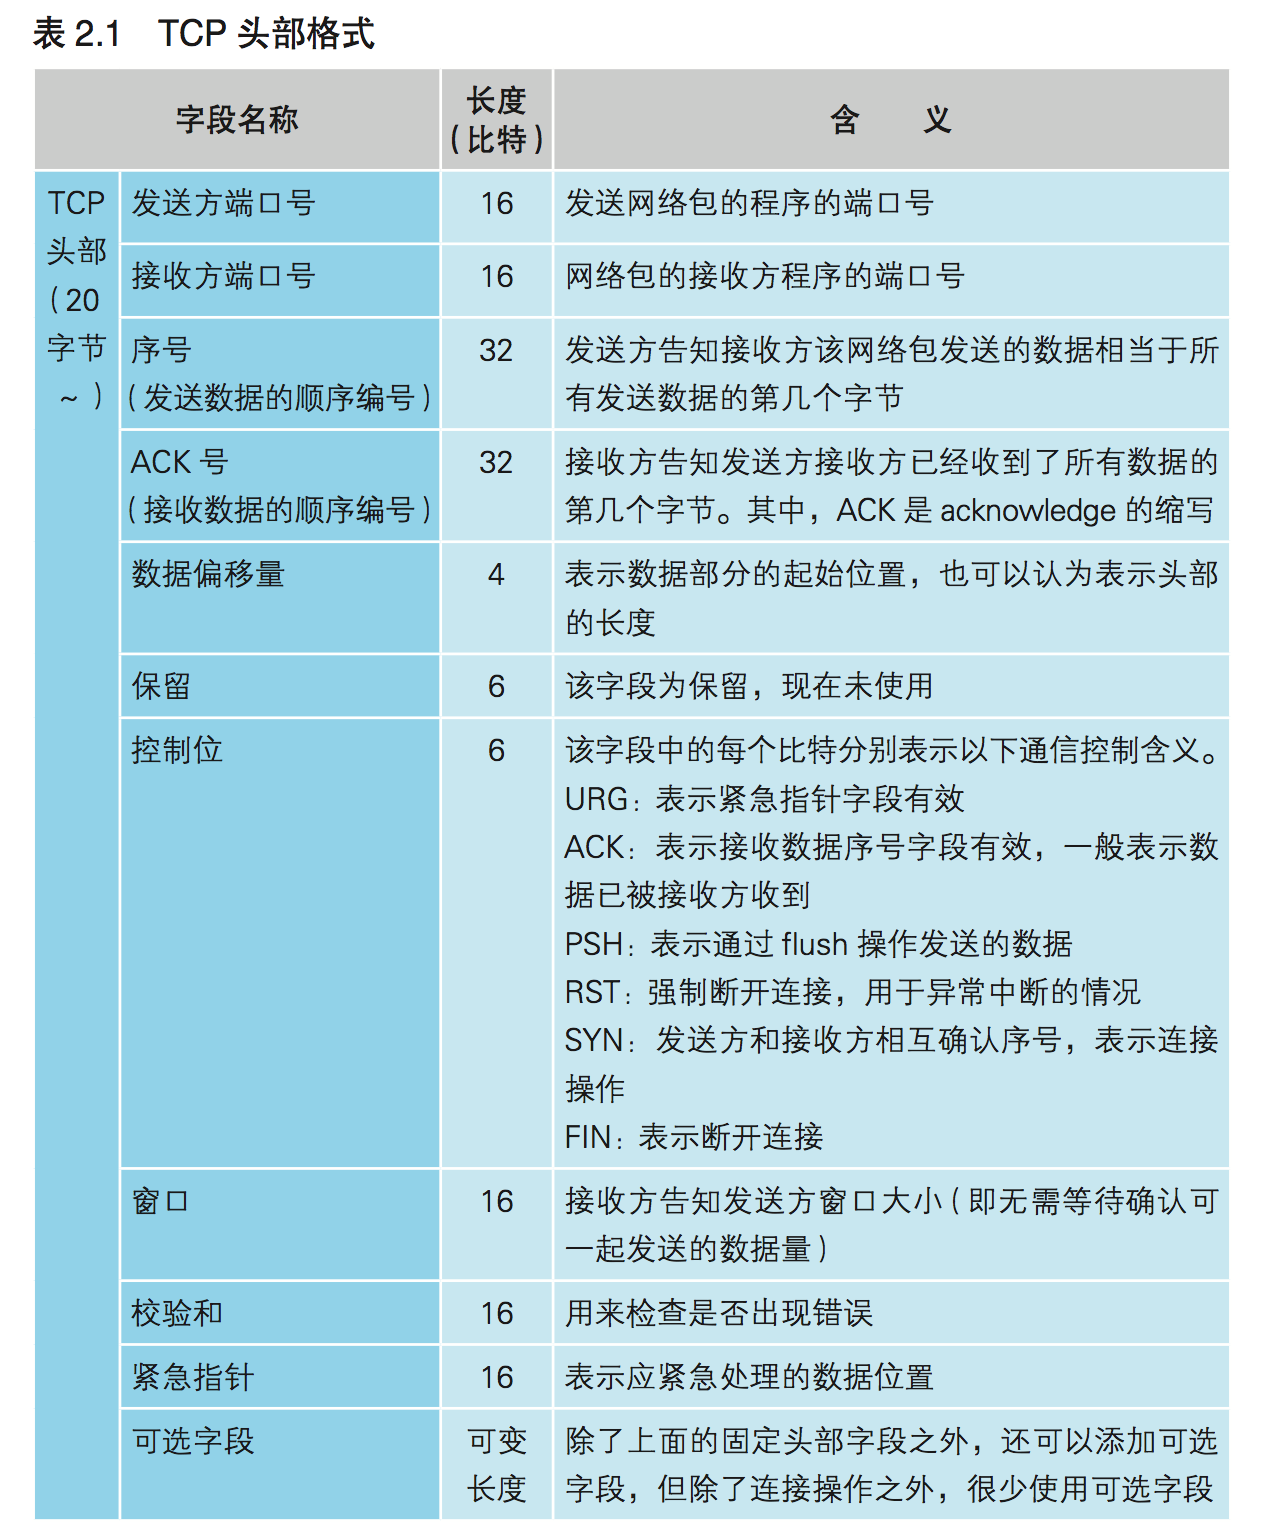 表 2.1 TCP 头部格式
字段名称
长度
（比特）
含 义
TCP
头部
（20
字节
～）
发送方端口号
16
发送网络包的程序的端口号
接收方端口号
16
网络包的接收方程序的端口号
序号
（发送数据的顺序编号）
32
发送方告知接收方该网络包发送的数据相当于所
有发送数据的第几个字节
ACK 号
（接收数据的顺序编号）
32
接收方告知发送方接收方已经收到了所有数据的
第几个字节。其中，ACK 是 acknowledge 的缩写
数据偏移量
4
表示数据部分的起始位置，也可以认为表示头部
的长度
保留
6
该字段为保留，现在未使用
控制位
6
该字段中的每个比特分别表示以下通信控制含义。
URG：表示紧急指针字段有效
ACK：表示接收数据序号字段有效，一般表示数
据已被接收方收到
PSH：表示通过 flush 操作发送的数据
RST：强制断开连接，用于异常中断的情况
SYN：发送方和接收方相互确认序号，表示连接
操作
FIN：表示断开连接
窗口
16
接收方告知发送方窗口大小（即无需等待确认可
一起发送的数据量）
校验和
16
用来检查是否出现错误
紧急指针
16
表示应紧急处理的数据位置
可选字段
可变
长度
除了上面的固定头部字段之外，还可以添加可选
字段，但除了连接操作之外，很少使用可选字段